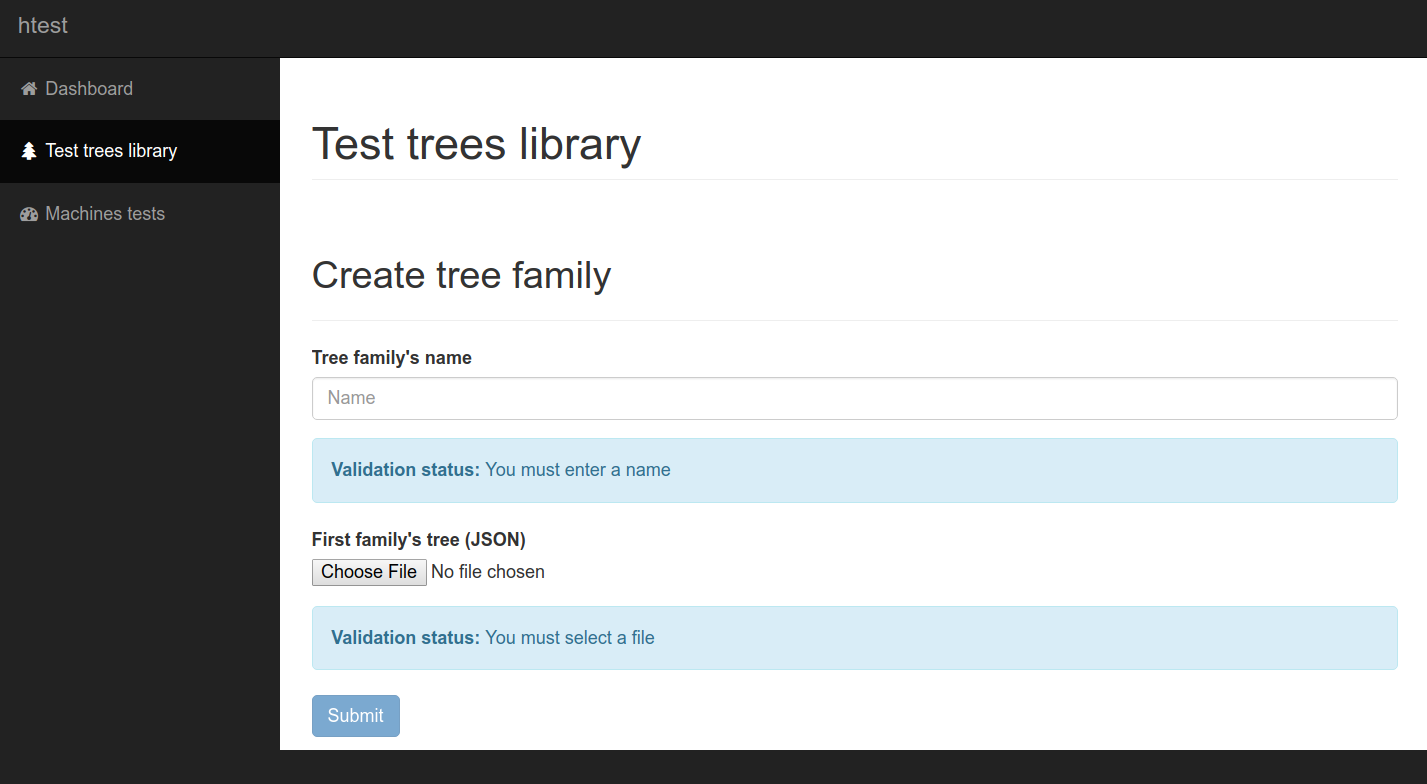 htest
Dashboard
Test trees library
Machines tests
Test trees library
Create tree family
Tree family's name
Name
Validation status: You must enter a name
First family's tree (JSON)
Choose File No file chosen
Validation status: You must select a file
Submit